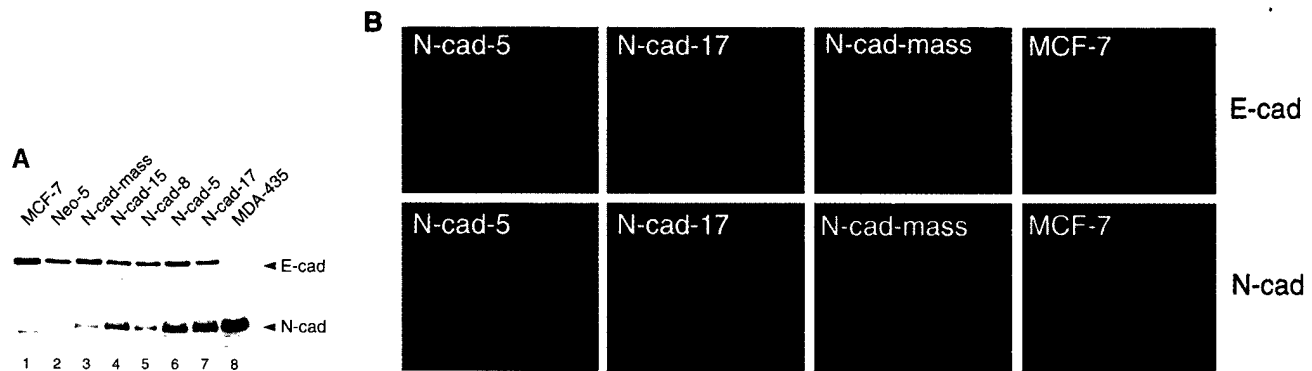 A
MCF-7
Neo-5
N-cad-mass
N-cad-15
N-cad-8
N-cad-5
N-cad-17
MDA-435
E-cad
N-cad
1 2 3 4 5 6 7 8
B
N-cad-5 N-cad-17 N-cad-mass MCF-7
E-cad
N-cad-5 N-cad-17 N-cad-mass MCF-7
N-cad